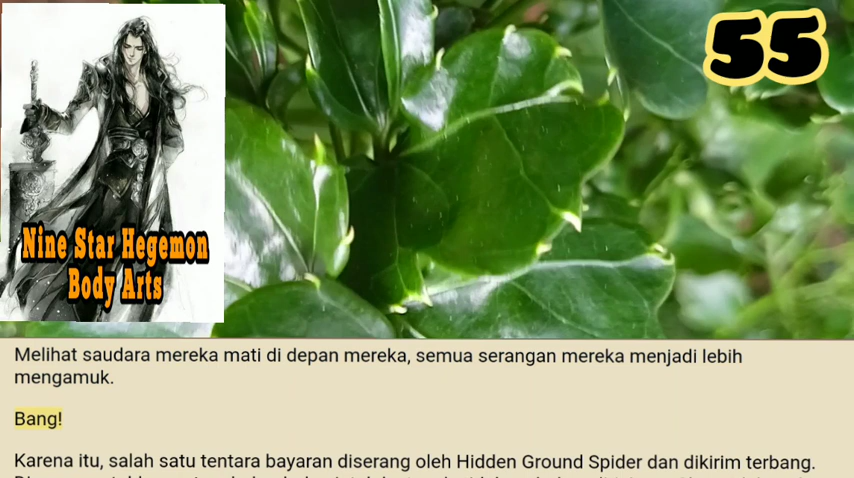 55
Nine Star Hegemon
Body Arts
Melihat saudara mereka mati di depan mereka, semua serangan mereka menjadi lebih
mengamuk.
Bang!
Karena itu, salah satu tentara bayaran diserang oleh Hidden Ground Spider dan dikirim terbang.